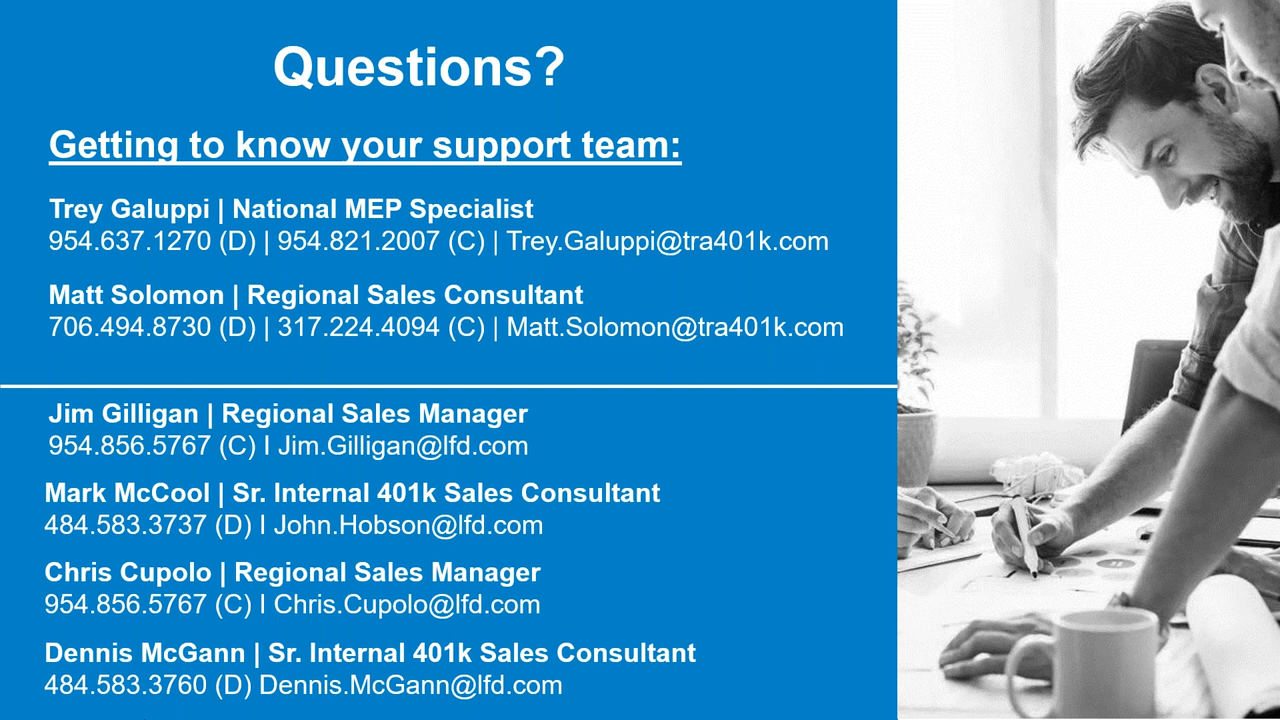 Questions?
Getting to know your support team:
Trey Galuppi | National MEP Specialist
954.637.1270 (D) | 954.821.2007 (C) | Trey.Galuppi@tra401k.com
Matt Solomon | Regional Sales Consultant
706.494.8730 (D) | 317.224.4094 (C) | Matt.Solomon@tra401k.com
Jim Gilligan | Regional Sales Manager
954.856.5767 (C) I Jim.Gilligan@lfd.com
Mark McCool | Sr. Internal 401k Sales Consultant
484.583.3737 (D) I John.Hobson@lfd.com
Chris Cupolo | Regional Sales Manager
954.856.5767 (C) I Chris.Cupolo@lfd.com
Dennis McGann | Sr. Internal 401k Sales Consultant
484.583.3760 (D) Dennis.McGann@lfd.com